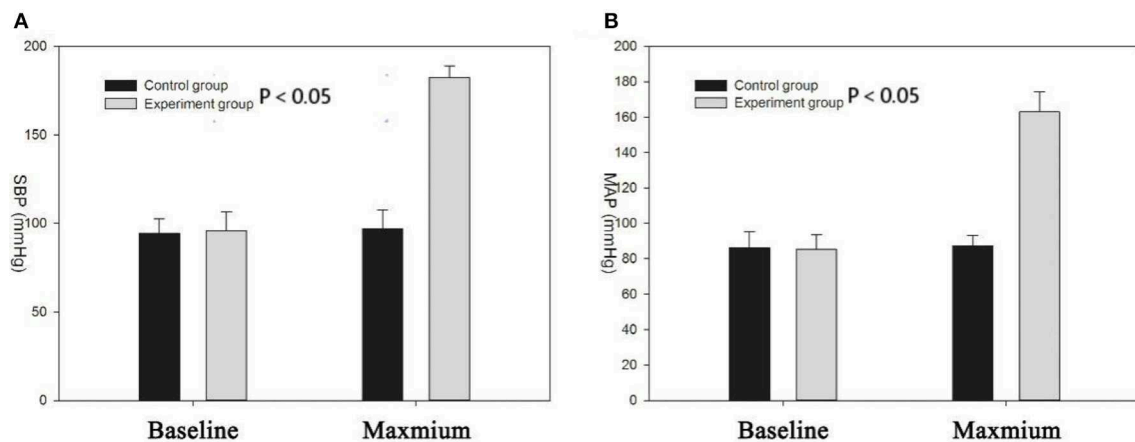 A
200
150
100
50
0
SBP (mmHg)
Control group
Experiment group P < 0.05
Baseline Maxmium
B
200
180
160
140
120
100
80
60
40
20
0
MAP (mmHg)
Control group
Experiment group P < 0.05
Baseline Maxmium